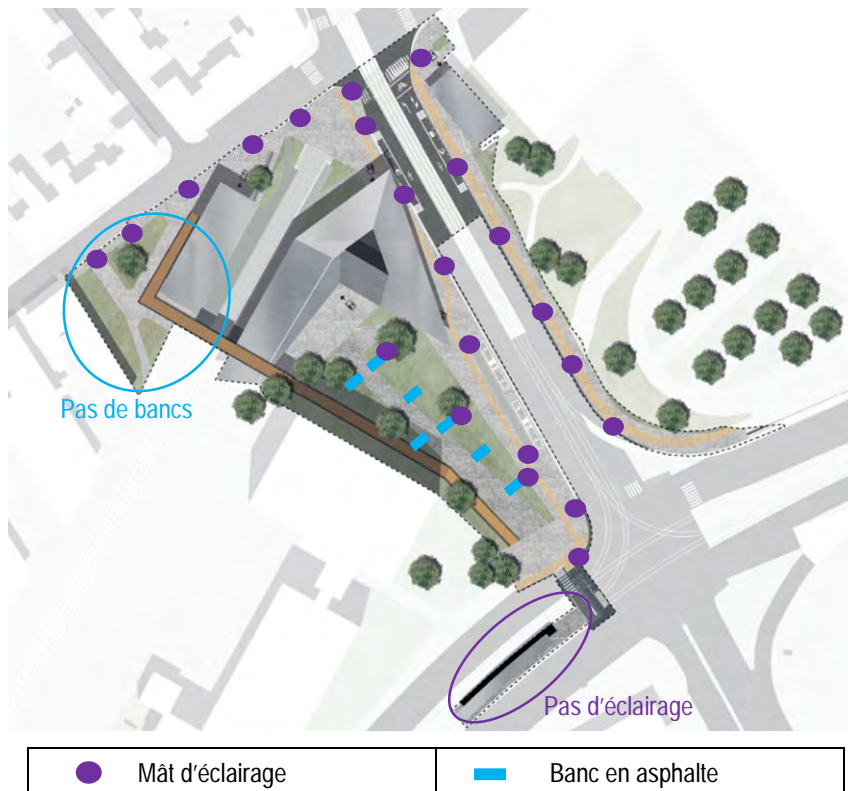 Pas de bancs
Pas d'éclairage
Mât d'éclairage
Banc en asphalte